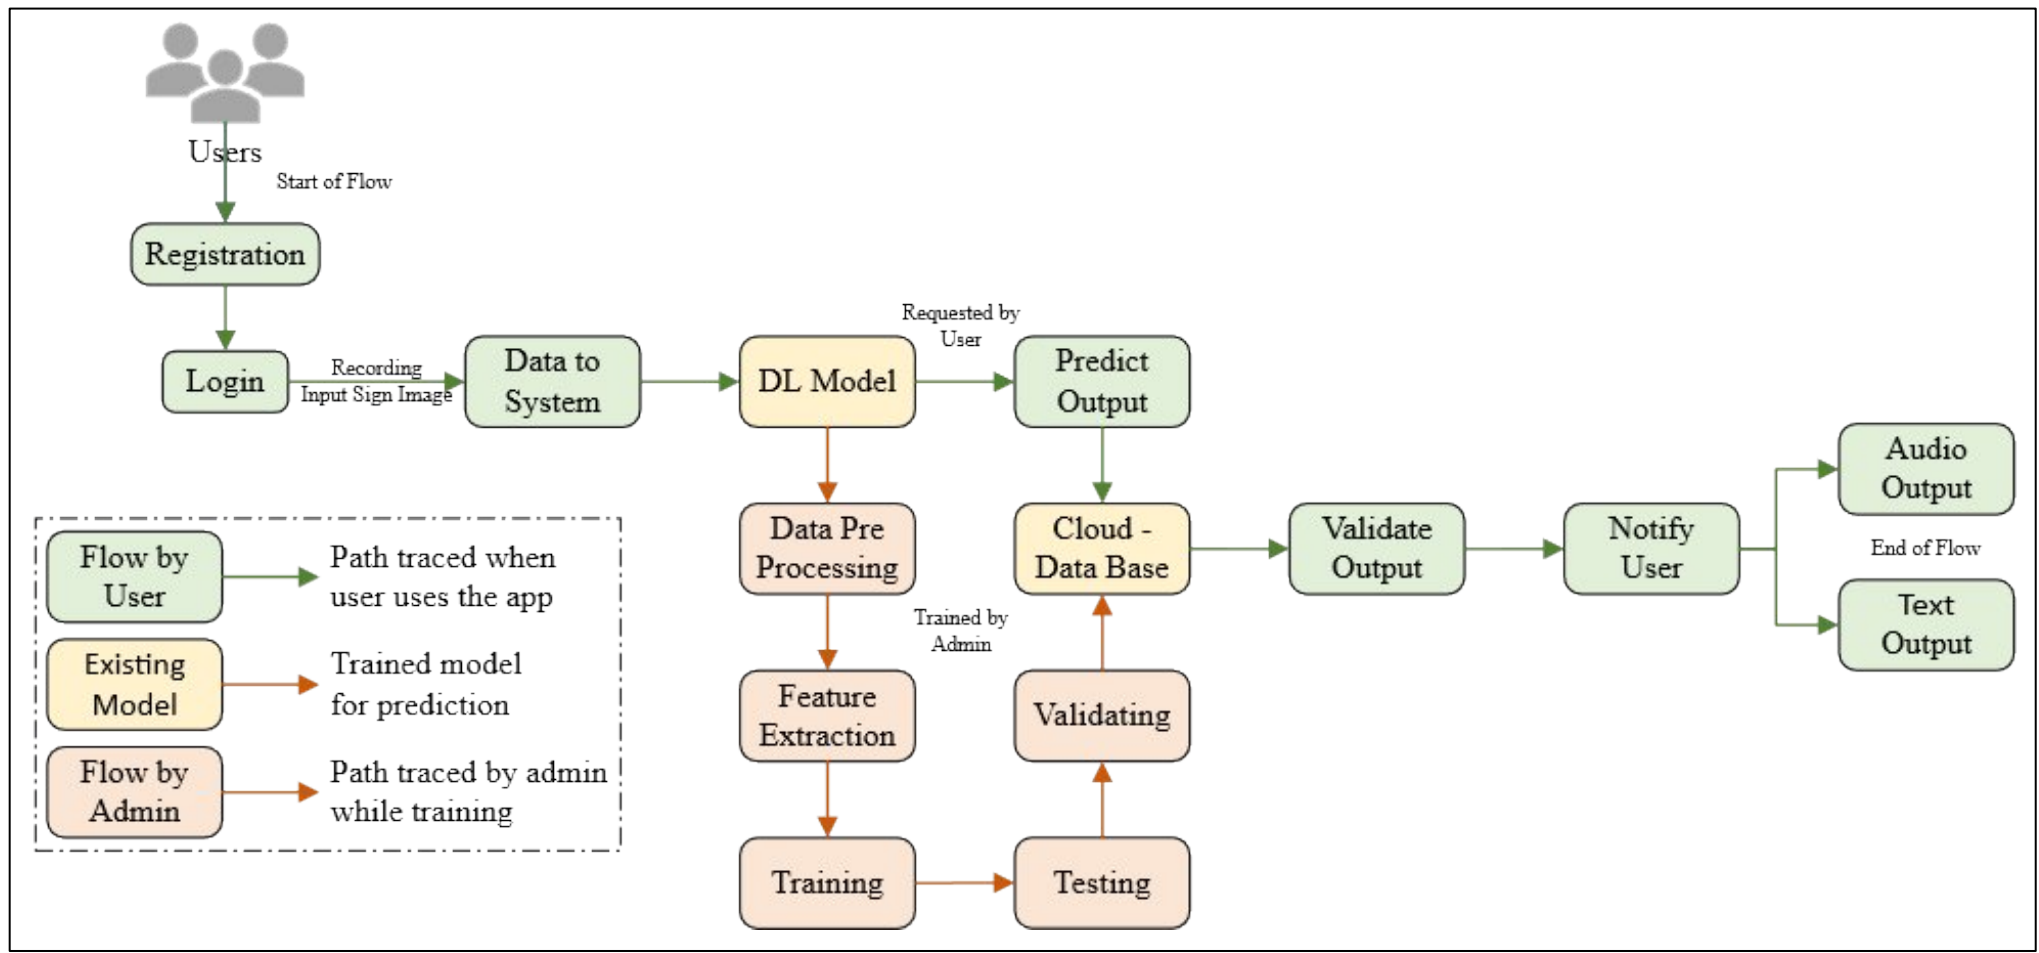 Users
Start of Flow
Registration
Login
Recording
Input Sign Image
Data to
System
DL Model
Requested by
User
Predict
Output
Data Pre
Processing
Cloud -
Data Base
Validate
Output
Notify
User
Audio
Output
End of Flow
Text
Output
Trained by
Admin
Feature
Extraction
Validating
Training
Testing
Flow by
User
Path traced when
user uses the app
Existing
Model
Trained model
for prediction
Flow by
Admin
Path traced by admin
while training